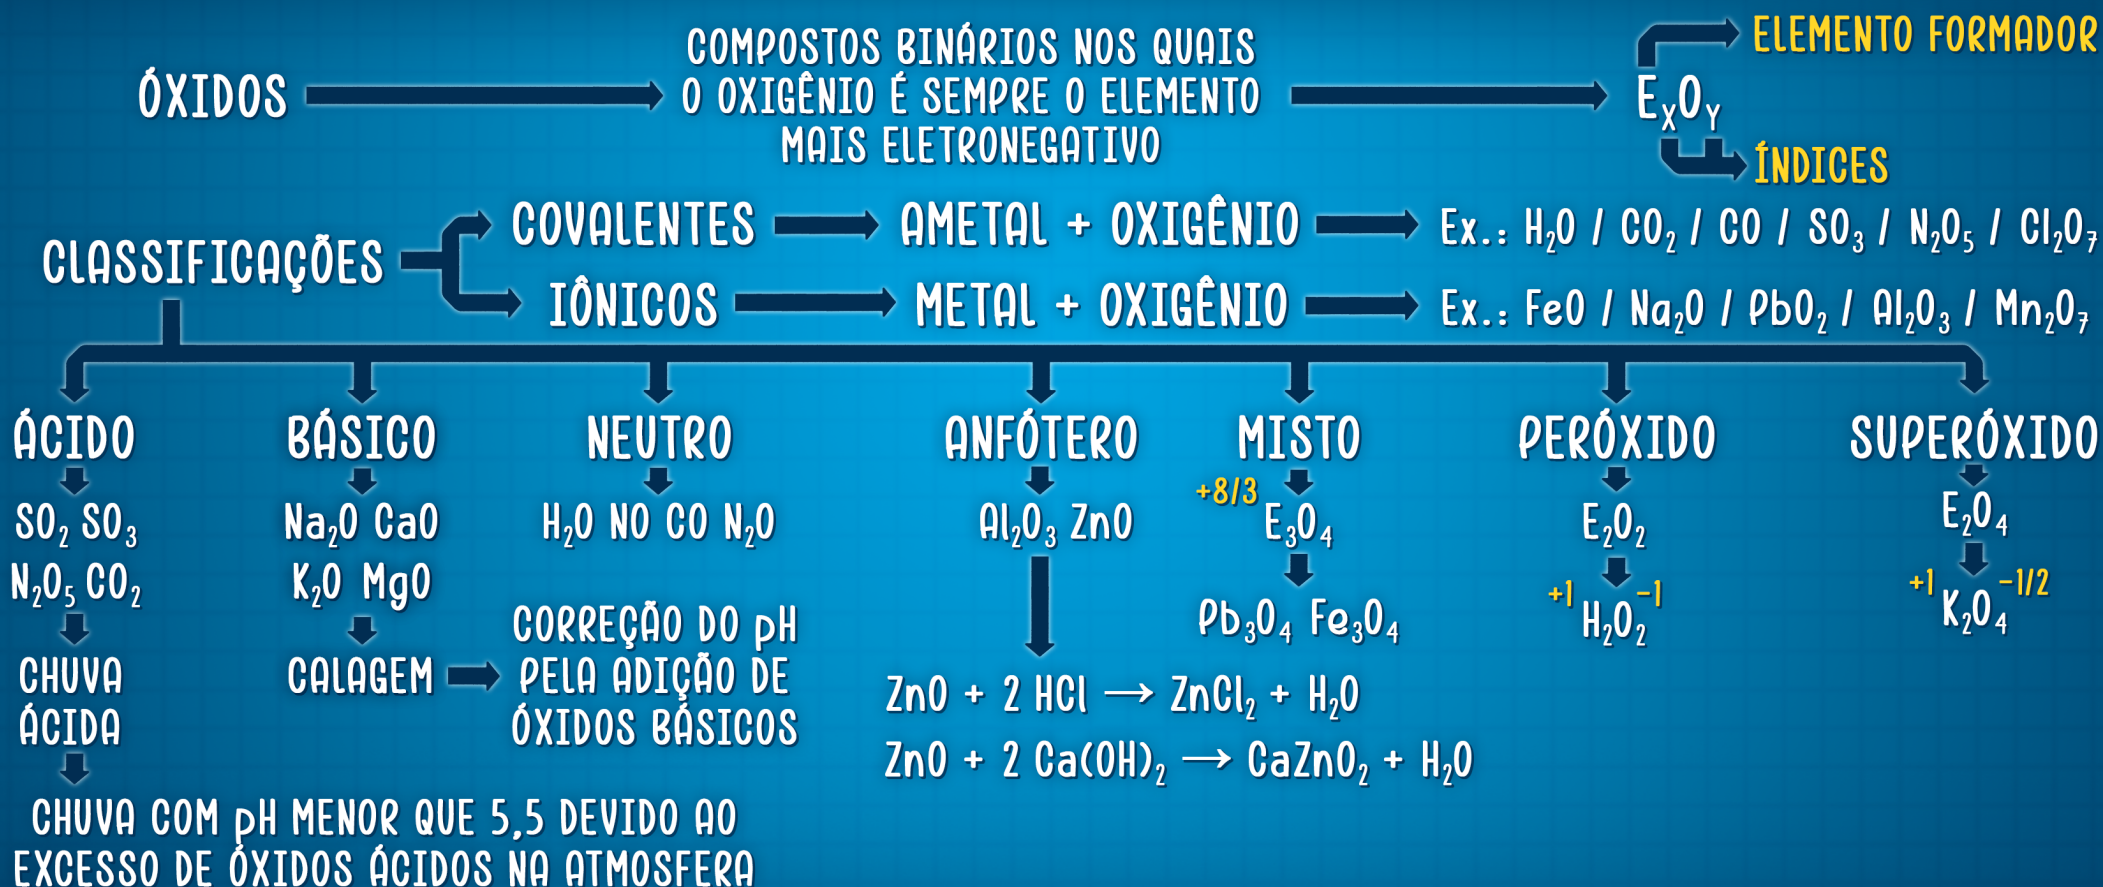 ÓXIDOS
COMPOSTOS BINÁRIOS NOS QUAIS
O OXIGÊNIO É SEMPRE O ELEMENTO
MAIS ELETRONEGATIVO
ELEMENTO FORMADOR
EₓOᵧ
ÍNDICES
CLASSIFICAÇÕES
COVALENTES
AMETAL + OXIGÊNIO
Ex.: H₂O / CO₂ / CO / SO₃ / N₂O₅ / Cl₂O₇
IÔNICOS
METAL + OXIGÊNIO
Ex.: FeO / Na₂O / PbO₂ / Al₂O₃ / Mn₂O₇
ÁCIDO
SO₂ SO₃
N₂O₅ CO₂
CHUVA
ÁCIDA
CHUVA COM pH MENOR QUE 5,5 DEVIDO AO
EXCESSO DE ÓXIDOS ÁCIDOS NA ATMOSFERA
BÁSICO
Na₂O CaO
K₂O MgO
CALAGEM
CORREÇÃO DO pH
PELA ADIÇÃO DE
ÓXIDOS BÁSICOS
NEUTRO
H₂O NO CO N₂O
ANFÓTERO
Al₂O₃ ZnO
ZnO + 2 HCl → ZnCl₂ + H₂O
ZnO + 2 Ca(OH)₂ → CaZnO₂ + H₂O
MISTO
+8/3
E₃O₄
Pb₃O₄ Fe₃O₄
PERÓXIDO
E₂O₂
+1 H₂O₂ -1
SUPERÓXIDO
E₂O₄
+1 K₂O₄ -1/2